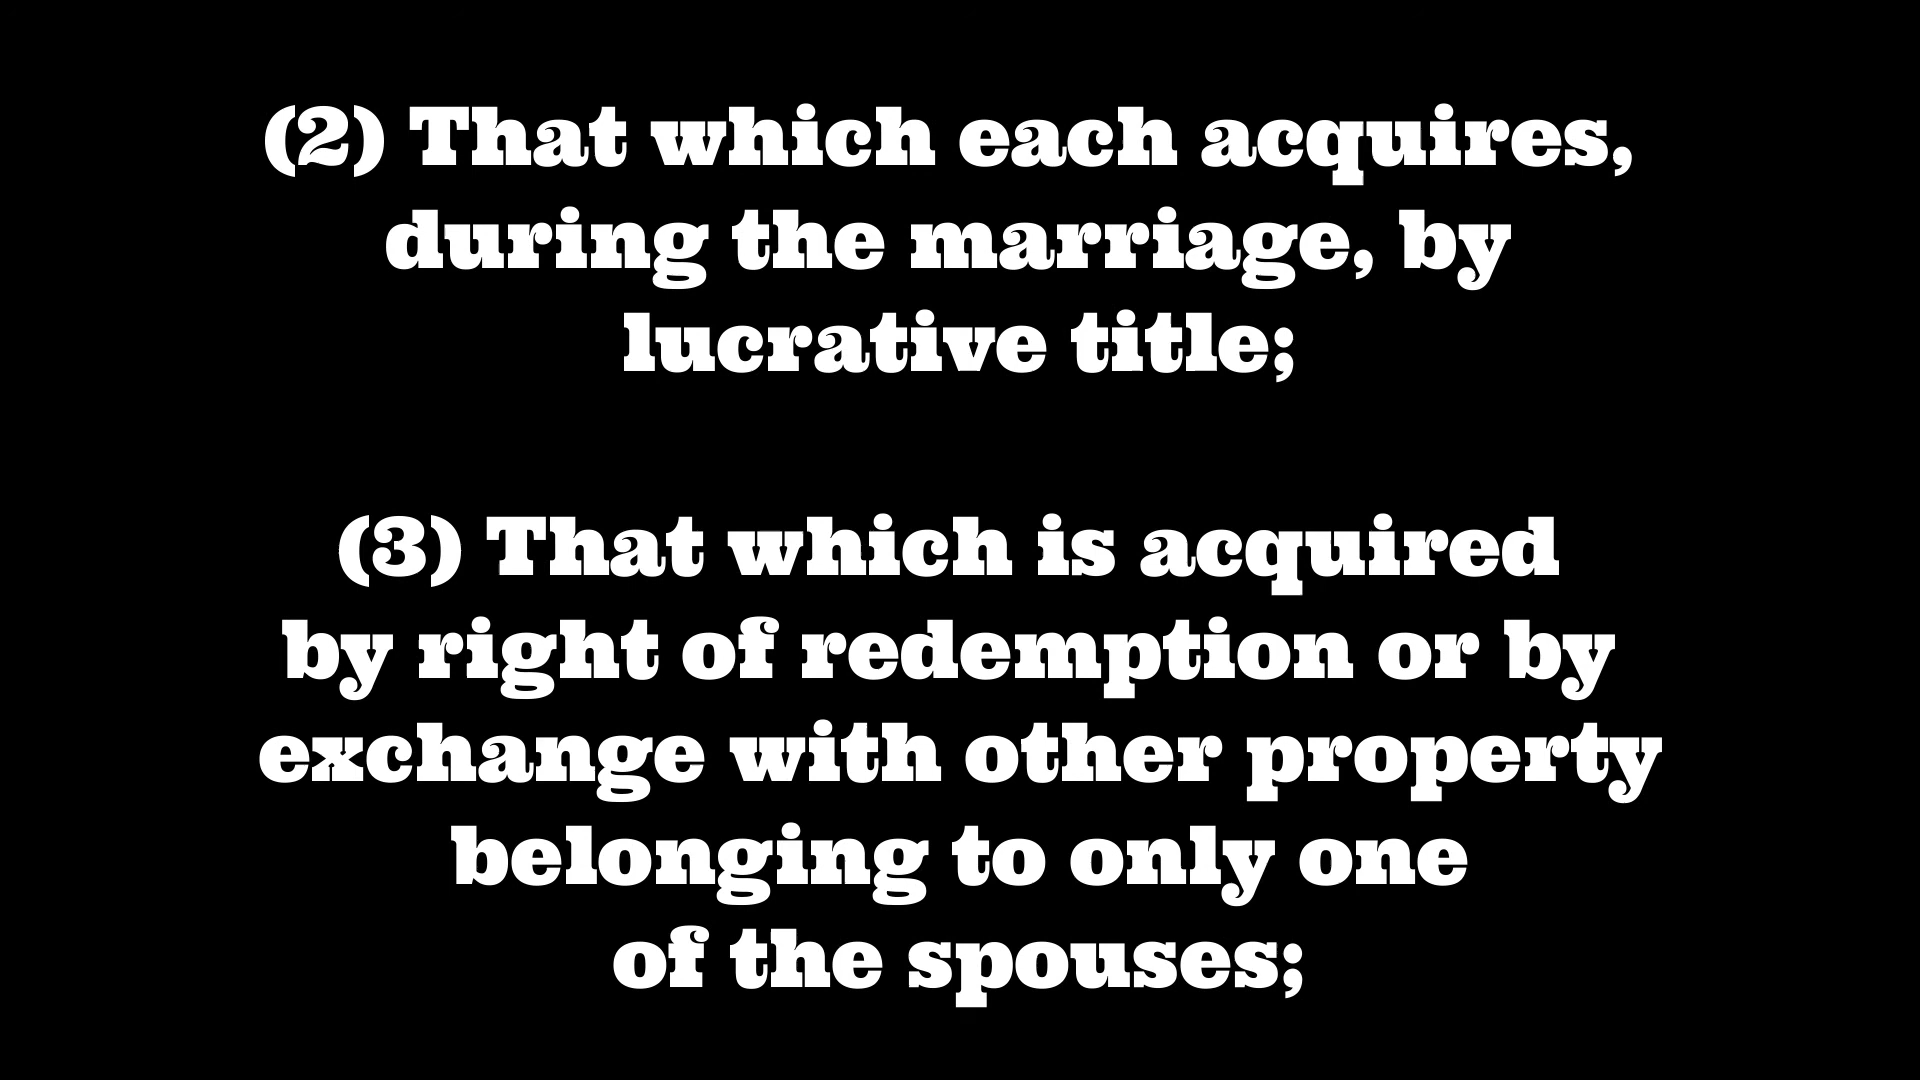 (2) That which each acquires,
during the marriage, by
lucrative title;
(3) That which is acquired
by right of redemption or by
exchange with other property
belonging to only one
of the spouses;